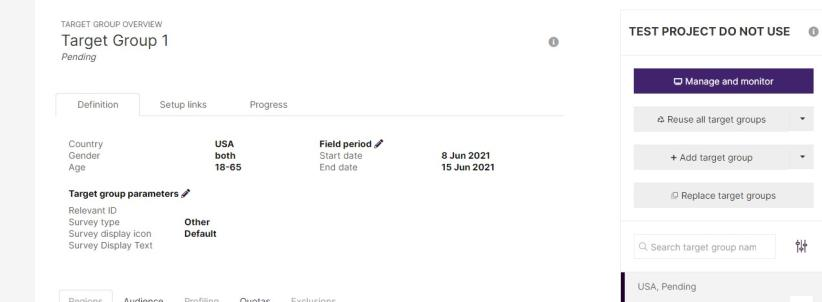 TARGET GROUP OVERVIEW
Target Group 1
Pending
Definition Setup links Progress
Country USA
Gender both
Age 18-65
Field period
Start date 8 Jun 2021
End date 15 Jun 2021
Target group parameters
Relevant ID
Survey type Other
Survey display icon Default
Survey Display Text
Regions Audience Profiling Quotas Exclusions
TEST PROJECT DO NOT USE
Manage and monitor
Reuse all target groups
+ Add target group
Replace target groups
Search target group nam
USA, Pending